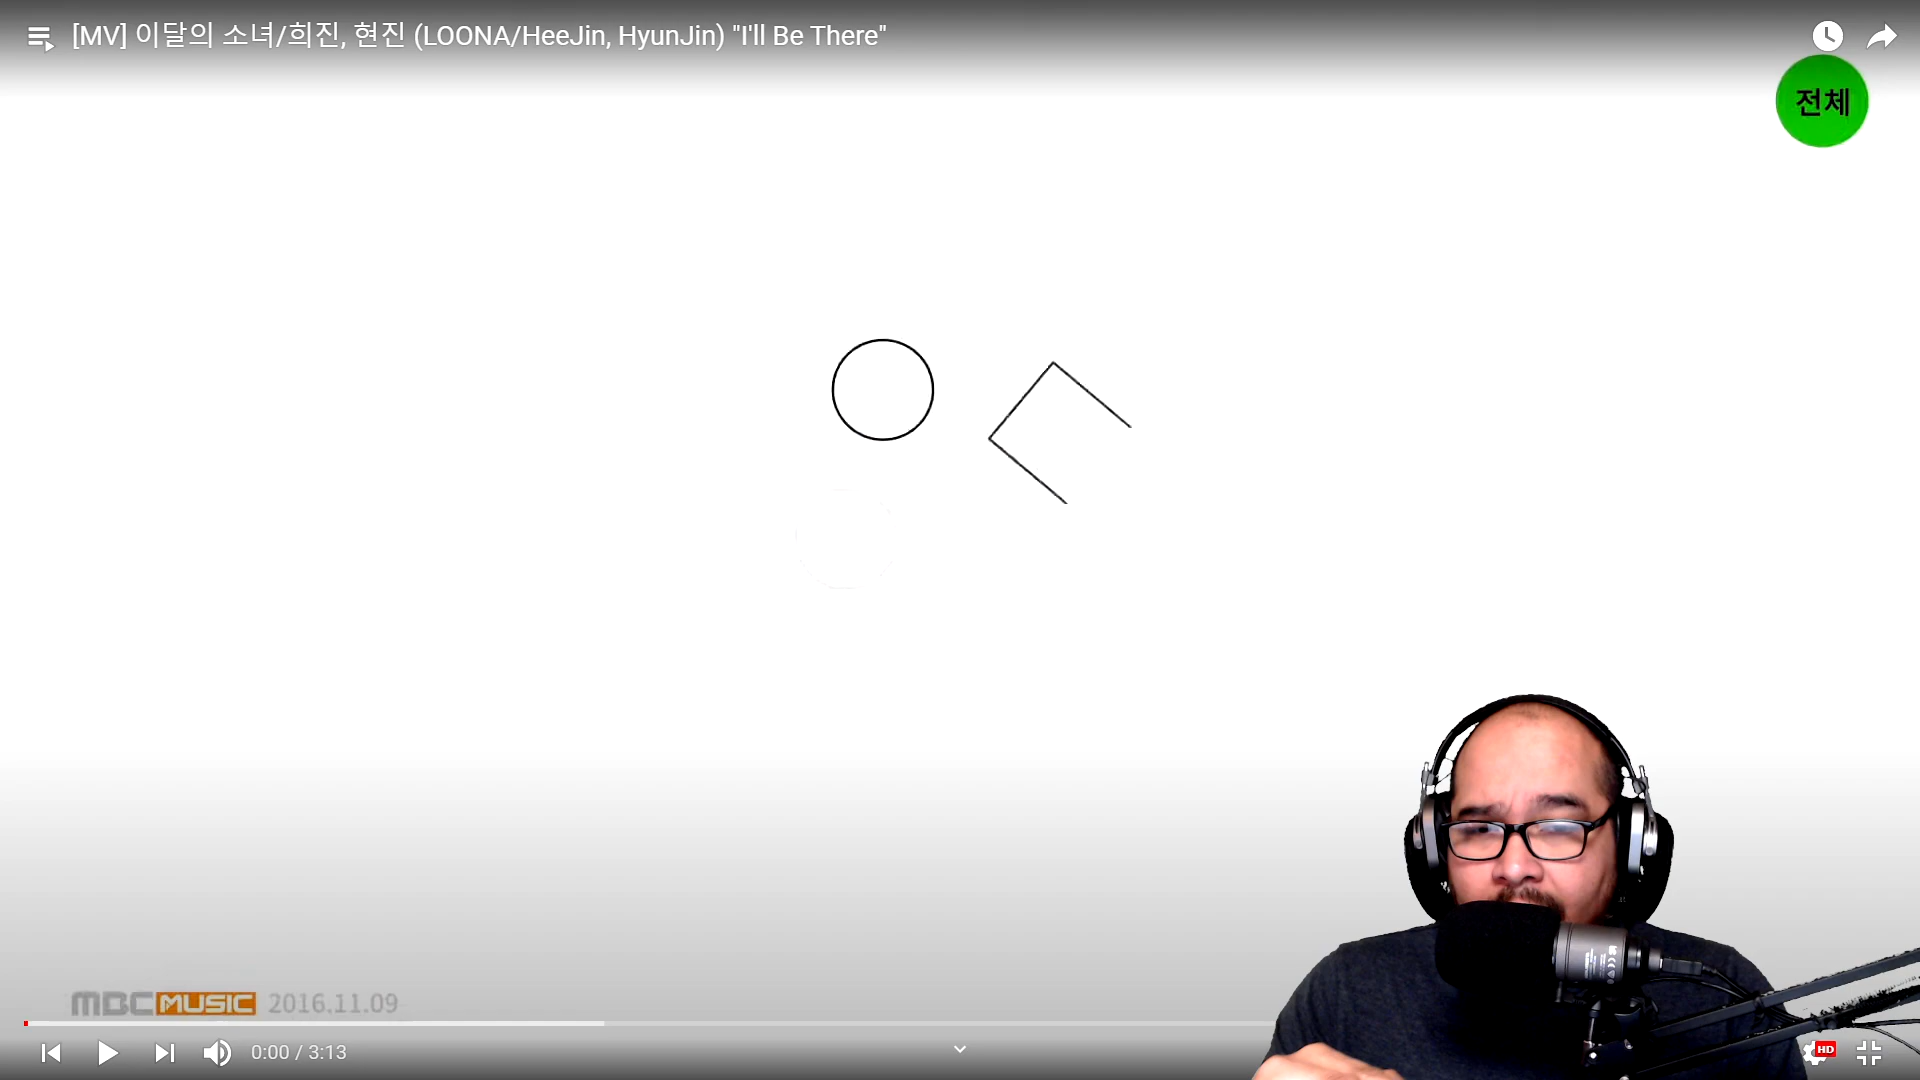 [MV] 이달의 소녀/희진, 현진 (LOONA/HeeJin, HyunJin) "I'll Be There"
전체
MBC MUSIC 2016.11.09
0:00 / 3:13
HD